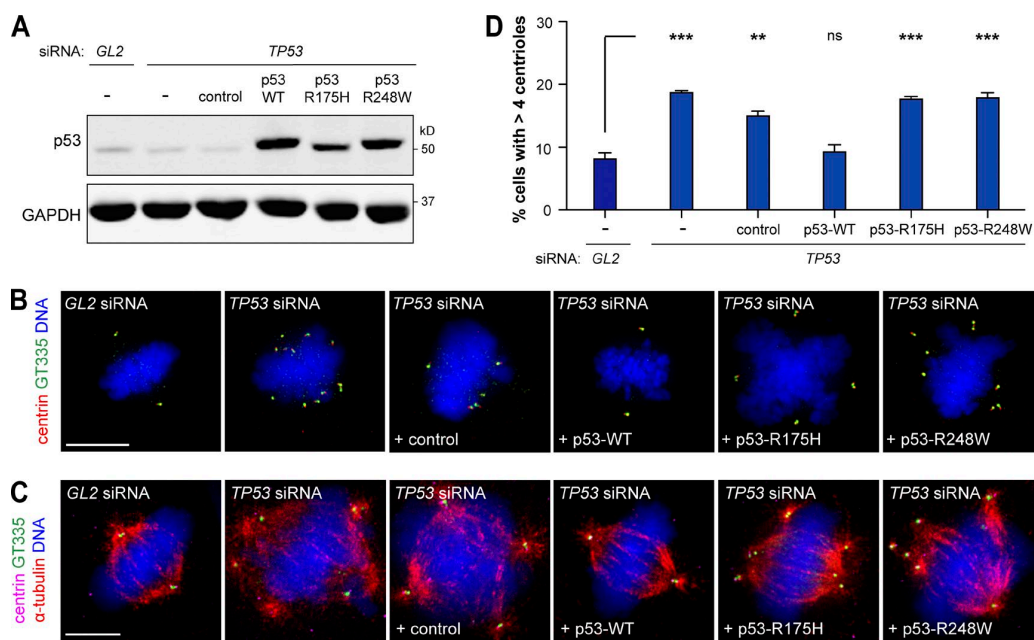 A
siRNA: GL2 TP53
- - control p53 WT p53 R175H p53 R248W
p53
kD
50
GAPDH
37
D
% cells with > 4 centrioles
30
20
10
0
*** ** ns *** ***
- - control p53-WT p53-R175H p53-R248W
siRNA: GL2 TP53
B
centrin GT335 DNA
GL2 siRNA
TP53 siRNA
TP53 siRNA
+ control
TP53 siRNA
+ p53-WT
TP53 siRNA
+ p53-R175H
TP53 siRNA
+ p53-R248W
C
centrin GT335
α-tubulin DNA
GL2 siRNA
TP53 siRNA
TP53 siRNA
+ control
TP53 siRNA
+ p53-WT
TP53 siRNA
+ p53-R175H
TP53 siRNA
+ p53-R248W